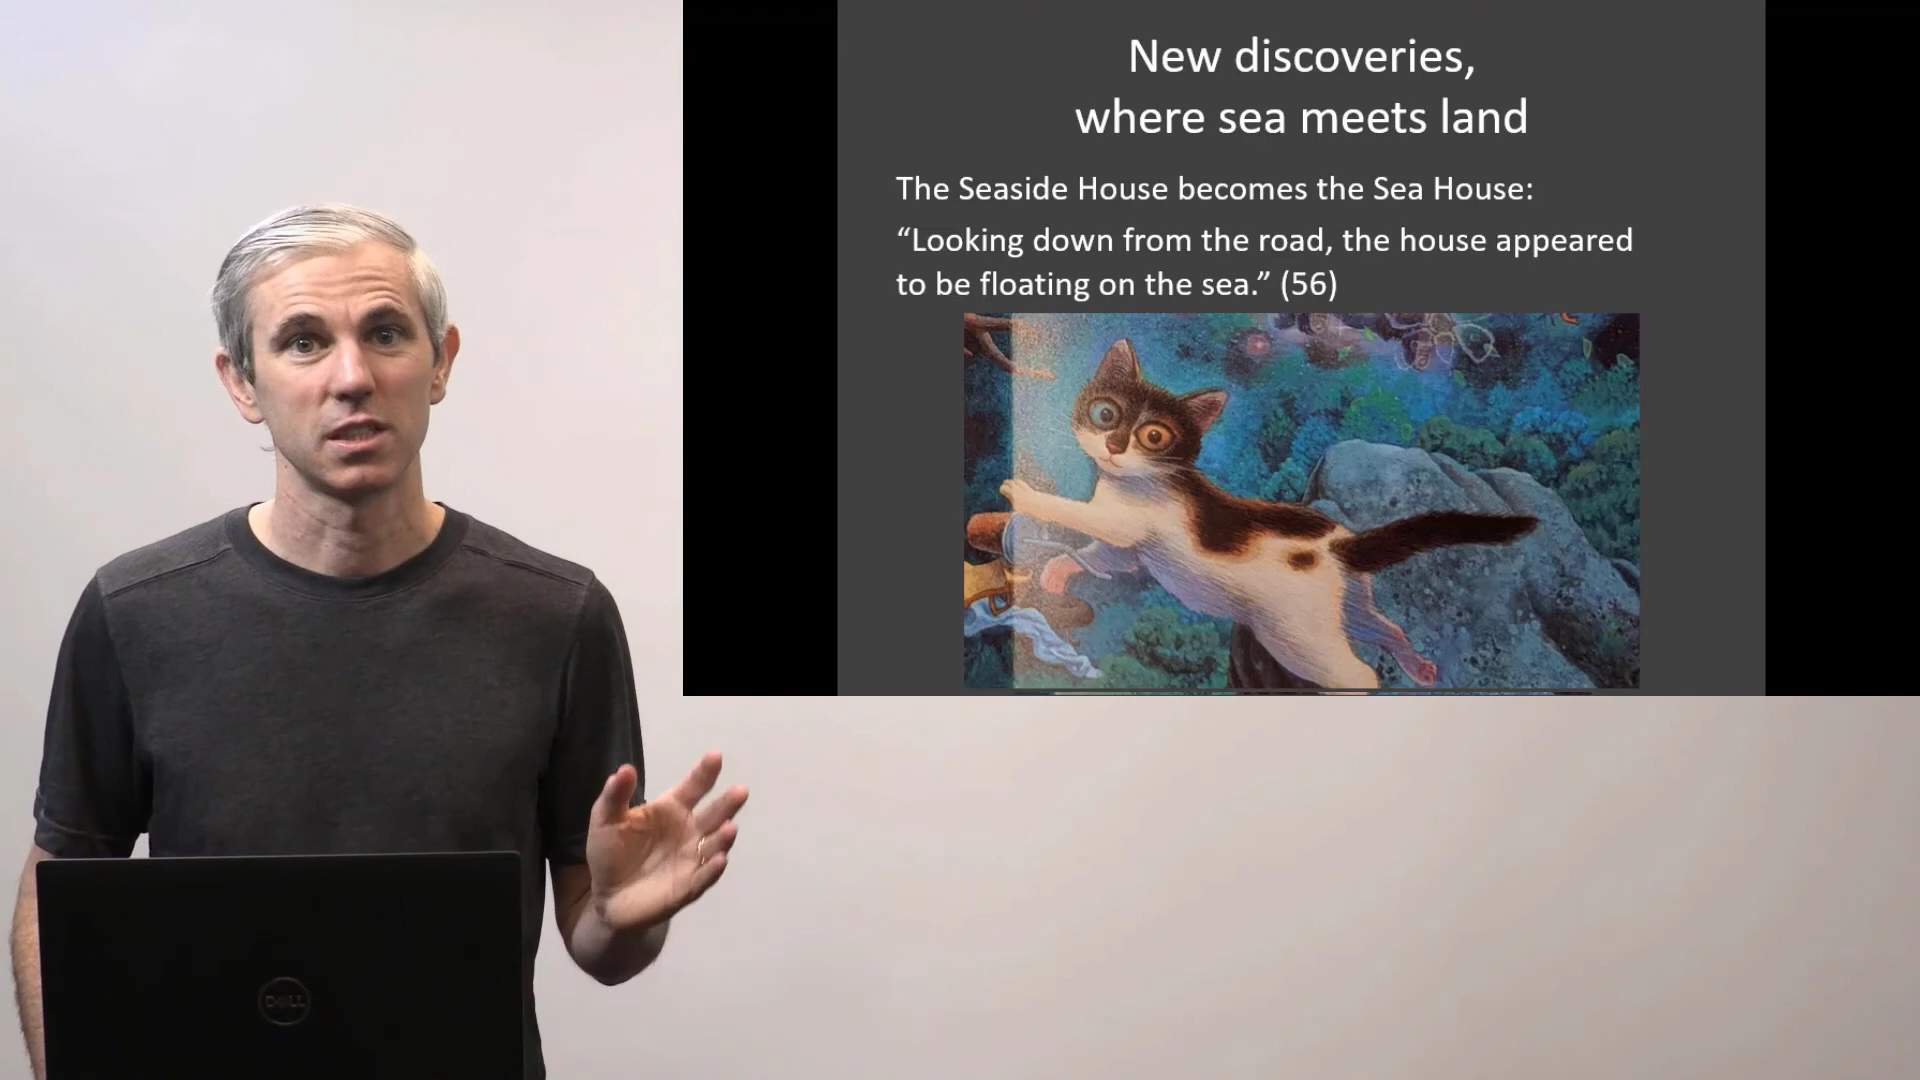 New discoveries,
where sea meets land
The Seaside House becomes the Sea House:
“Looking down from the road, the house appeared
to be floating on the sea.” (56)
DELL